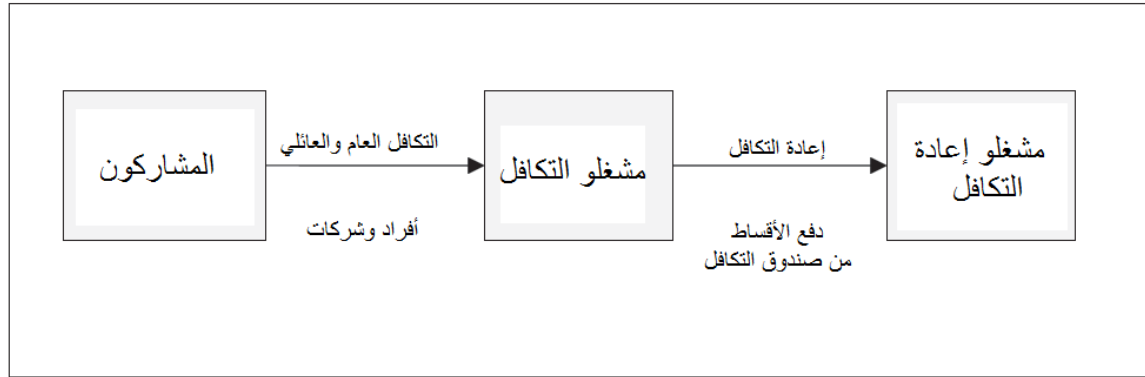 المشاركون
التكافل العام والعائلي
أفراد وشركات
مشغلو التكافل
إعادة التكافل
دفع الأقساط
من صندوق التكافل
مشغلو إعادة
التكافل